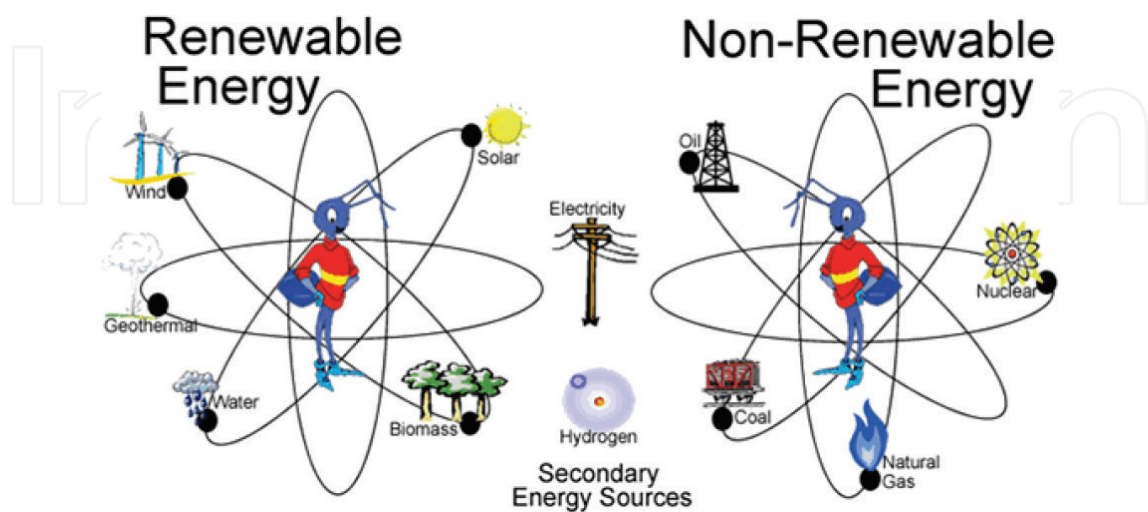 Renewable
Energy
Solar
Wind
Geothermal
Water
Biomass
Electricity
Hydrogen
Secondary
Energy Sources
Non-Renewable
Energy
Oil
Nuclear
Coal
Natural
Gas